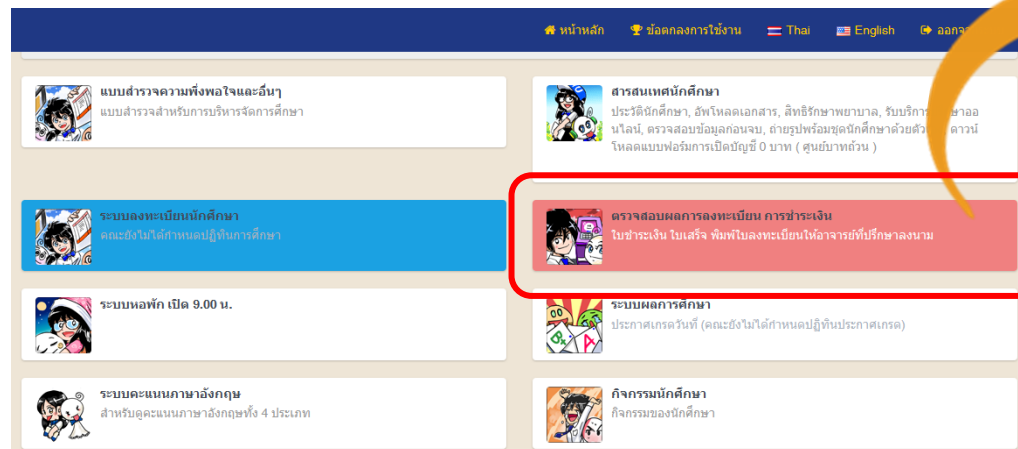 หน้าหลัก ข้อตกลงการใช้งาน Thai English
แบบสำรวจความพึงพอใจและอื่นๆ
แบบสำรวจสำหรับการบริหารจัดการศึกษา
สารสนเทศนักศึกษา
ประวัตินักศึกษา, อัพโหลดเอกสาร, สิทธิรักษาพยาบาล, รับบริการ
นไลน์, ตรวจสอบข้อมูลก่อนจบ, ถ่ายรูปพร้อมชุดนักศึกษาด้วย ดาวน์
โหลดแบบฟอร์มการเปิดบัญชี 0 บาท ( ศูนย์บาทถ้วน )
ระบบลงทะเบียนนักศึกษา
คณะยังไม่ได้กำหนดปฏิทินการศึกษา
ตรวจสอบผลการลงทะเบียน การชำระเงิน
ใบชำระเงิน ใบเสร็จ พิมพ์ใบลงทะเบียนให้อาจารย์ที่ปรึกษาลงนาม
ระบบหอพัก เปิด 9.00 น.
ระบบผลการศึกษา
ประกาศเกรดวันที่ (คณะยังไม่ได้กำหนดปฏิทินประกาศเกรด)
ระบบคะแนนภาษาอังกฤษ
สำหรับดูคะแนนภาษาอังกฤษทั้ง 4 ประเภท
กิจกรรมนักศึกษา
กิจกรรมของนักศึกษา